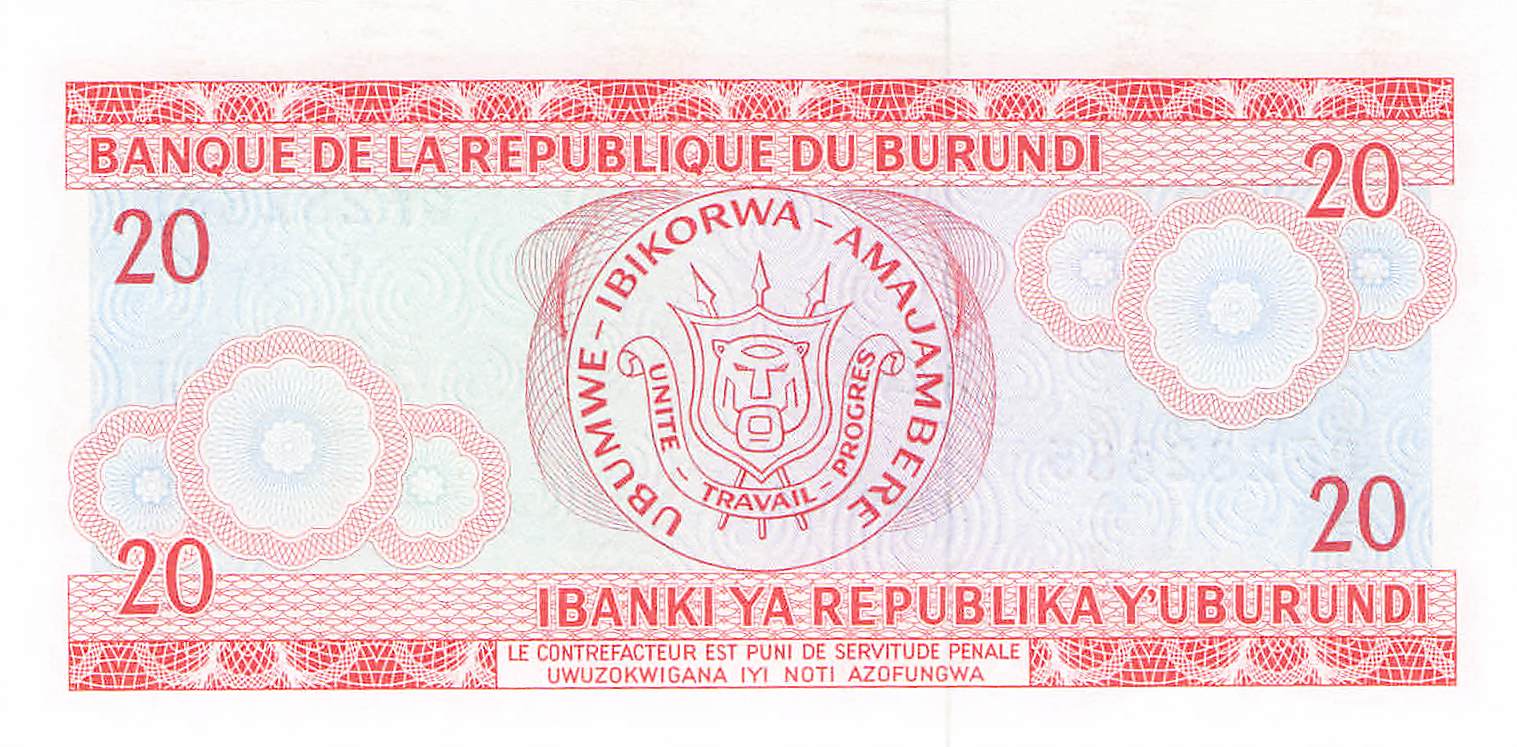 BANQUE DE LA REPUBLIQUE DU BURUNDI
20
20
UBUMWE - IBIKORWA - AMAJAMBERE
UNITE - TRAVAIL - PROGRES
20
20
IBANKI YA REPUBLIKA Y'UBURUNDI
LE CONTREFACTEUR EST PUNI DE SERVITUDE PENALE
UWUZOKWIGANA IYI NOTI AZOFUNGWA